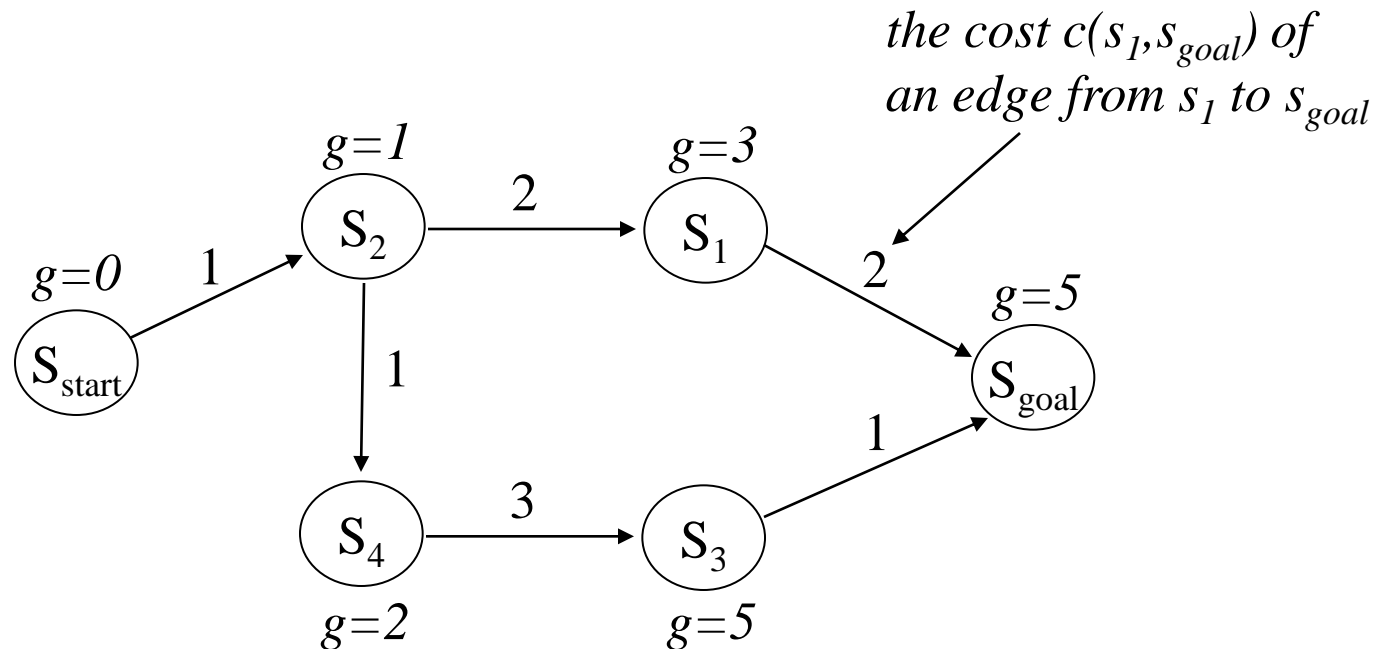 the cost c(s1,sgoal) of
an edge from s1 to sgoal
g=1
g=3
2
S2
S1
g=0
1
2
g=5
Sstart
1
Sgoal
1
3
S4
S3
g=2
g=5